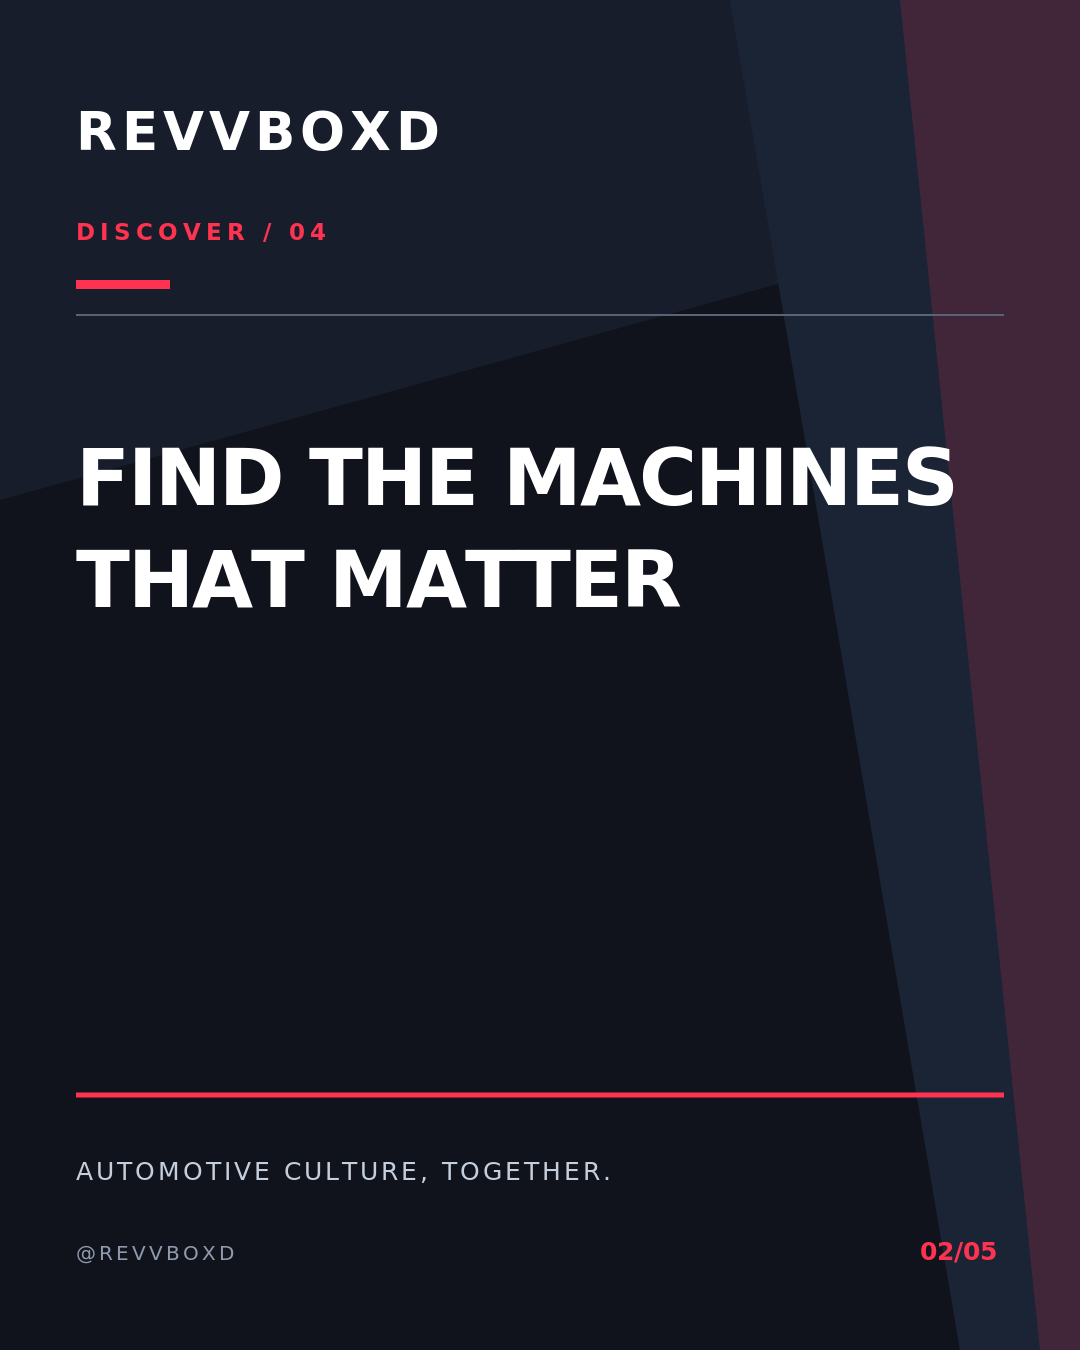 REVVBOXD
DISCOVER / 04
FIND THE MACHINES
THAT MATTER
AUTOMOTIVE CULTURE, TOGETHER.
@REVVBOXD
02/05